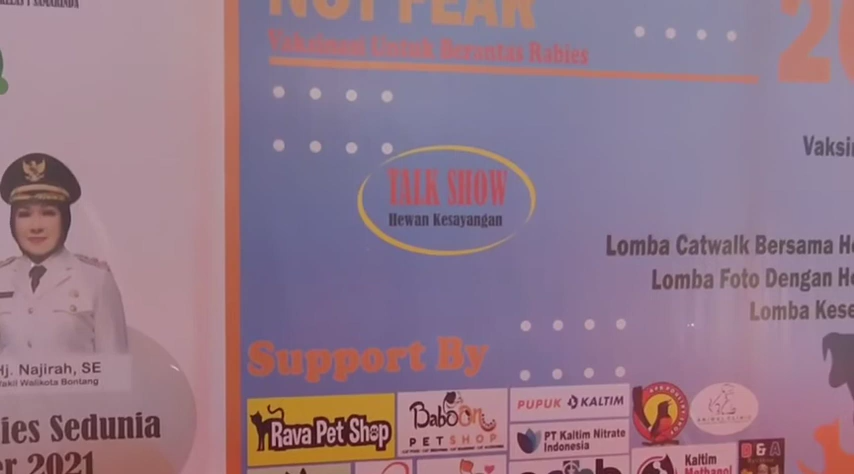 NOT FEAR
Vaksinasi Untuk Berantas Rabies
Vaksin
TALK SHOW
Hewan Kesayangan
Lomba Catwalk Bersama He
Lomba Foto Dengan He
Lomba Kese
Hj. Najirah, SE
Wakil Walikota Bontang
ies Sedunia
er 2021
Support By
Rava Pet Shop
BabOOn
PET SHOP
PUPUK KALTIM
PT Kaltim Nitrate
Indonesia
ANIMAL CLINIC
Kaltim
Methanol
B & A